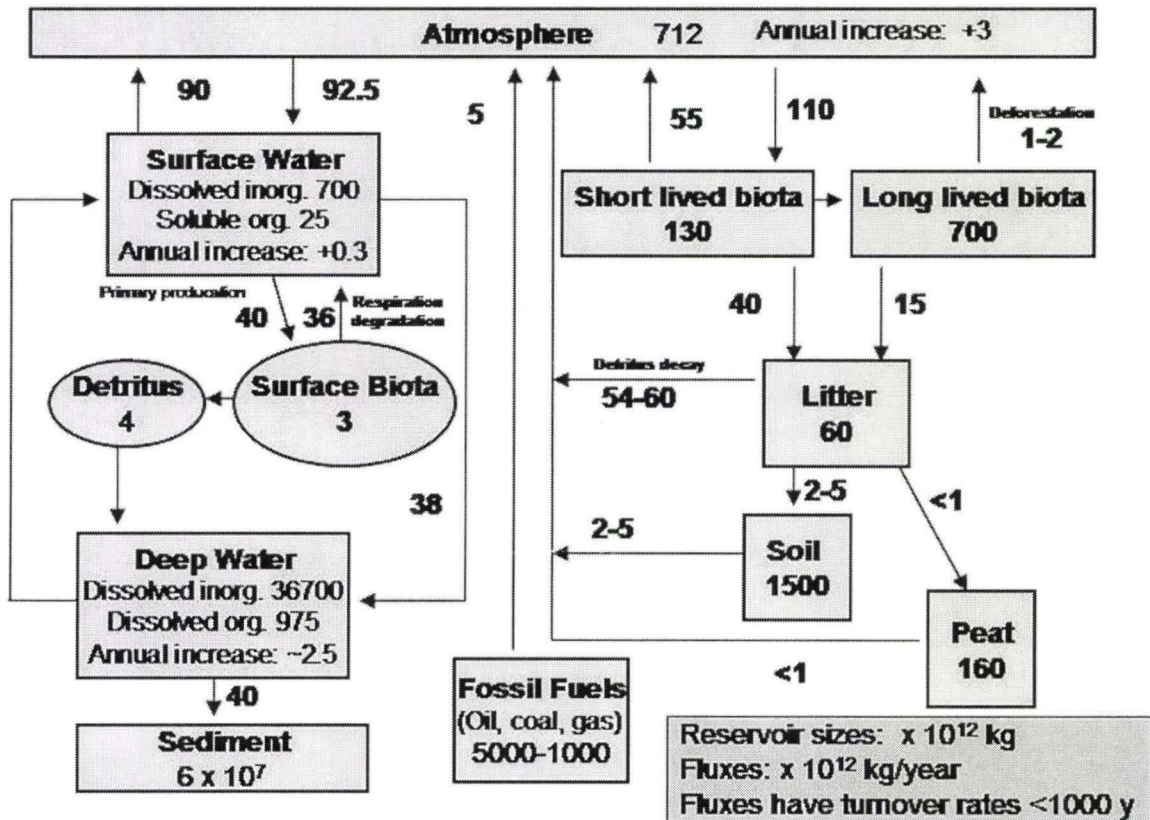 Atmosphere 712 Annual increase: +3
90
92.5
5
55
110
Deforestation
1-2
Surface Water
Dissolved inorg. 700
Soluble org. 25
Annual increase: +0.3
Short lived biota
130
Long lived biota
700
Primary producation
40
36
Respiration
degradation
40
15
Detritus
4
Surface Biota
3
Detritus decay
54-60
Litter
60
38
2-5
<1
2-5
Soil
1500
Deep Water
Dissolved inorg. 36700
Dissolved org. 975
Annual increase: ~2.5
Peat
160
<1
40
Fossil Fuels
(Oil, coal, gas)
5000-1000
Sediment
6 x 10⁷
Reservoir sizes: x 10¹² kg
Fluxes: x 10¹² kg/year
Fluxes have turnover rates <1000 y